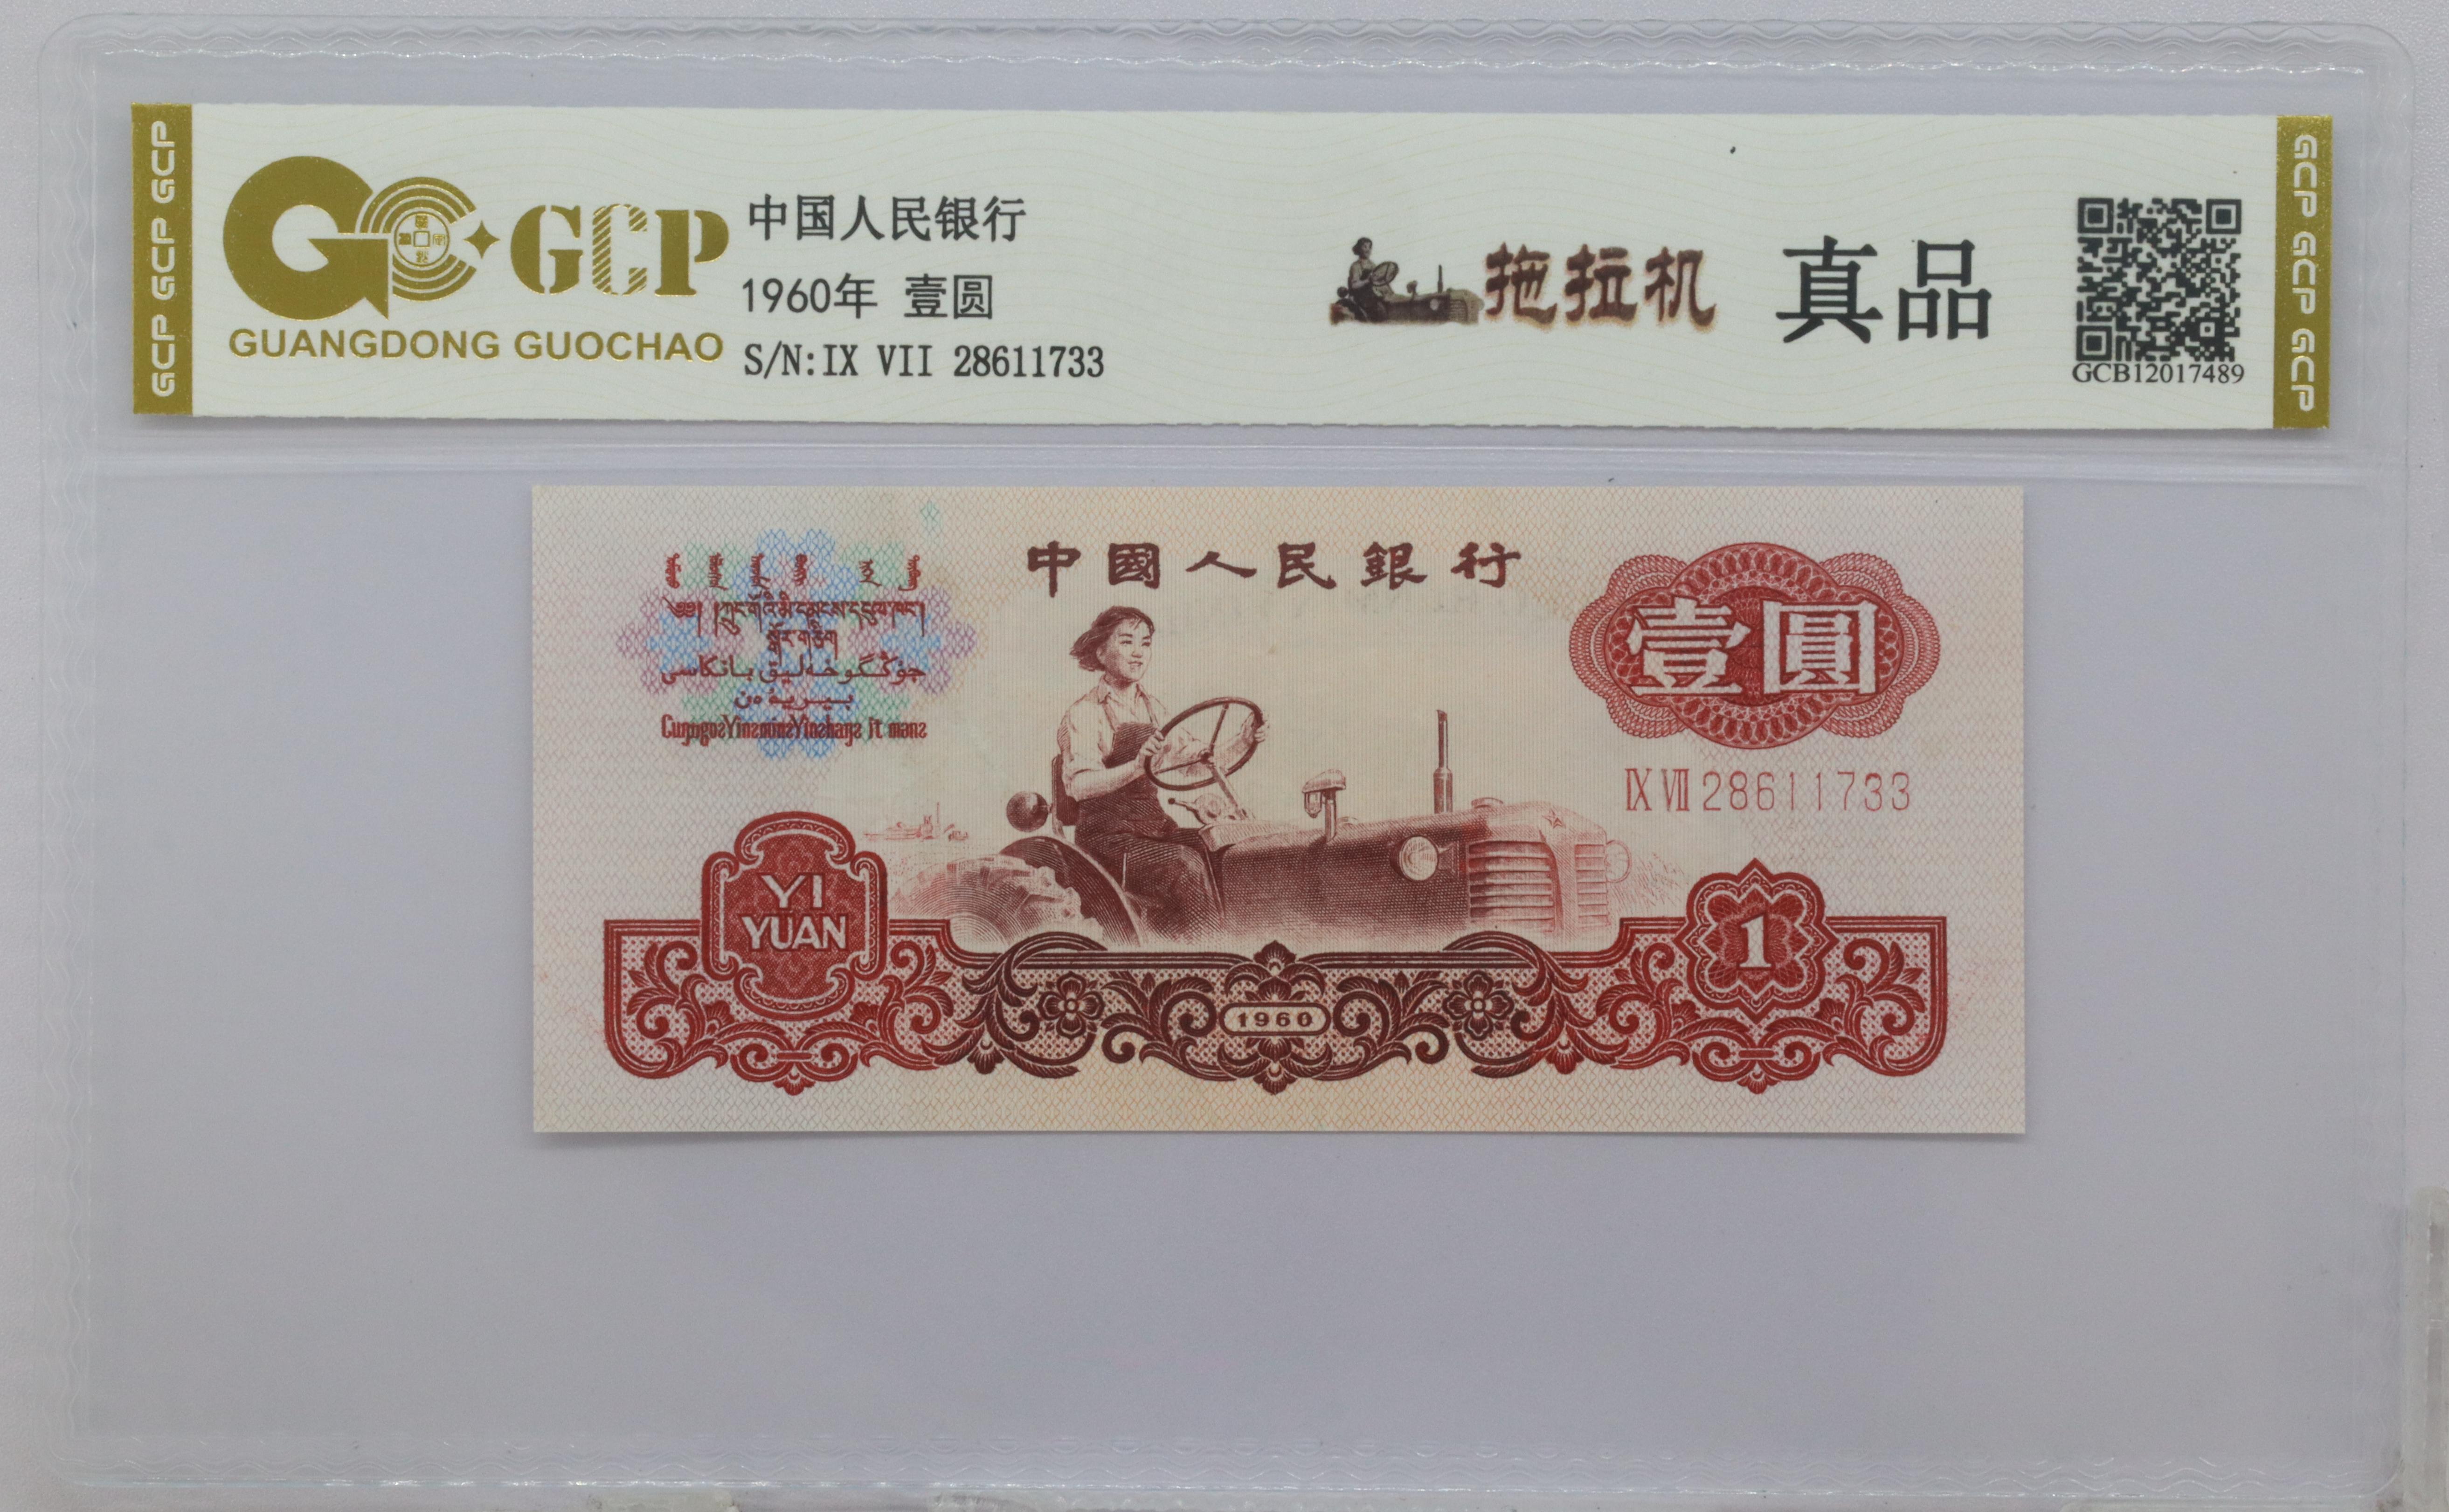 GCP GCP GCP
GCP
GUANGDONG GUOCHAO
中国人民银行
1960年 壹圆
S/N:IX VII 28611733
拖拉机 真品
GCB12017489
GCP GCP GCP
中國人民銀行
壹圓
IX VII 28611733
YI
YUAN
1
1960